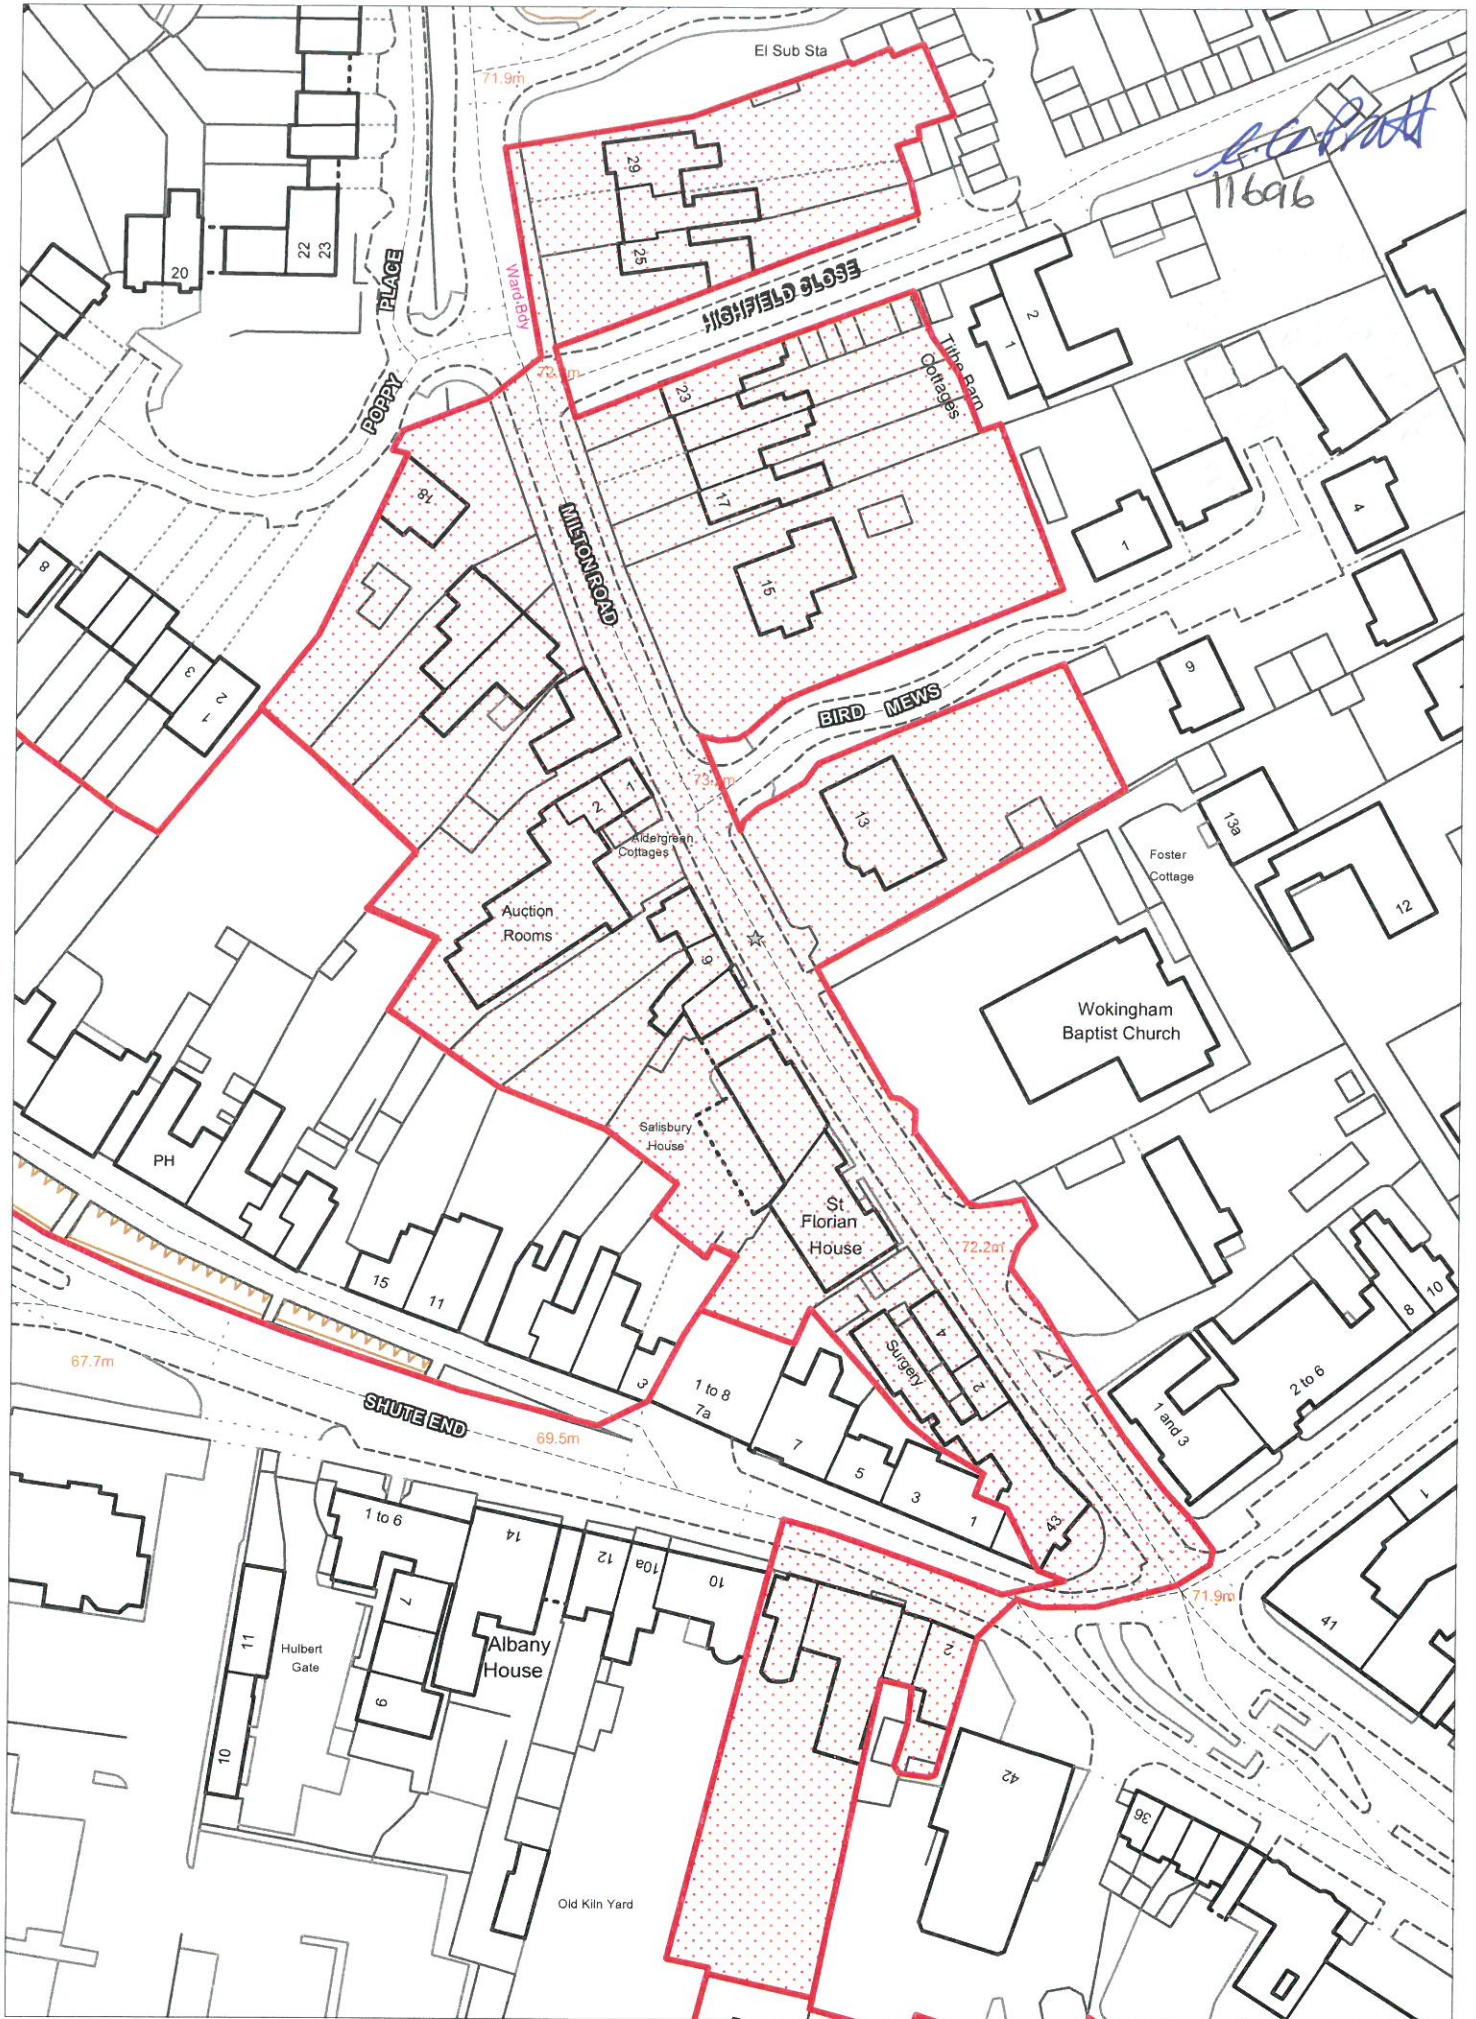 El Sub Sta
71.9m
11696
29
22
23
20
25
PLACE
Ward Bdy
HIGHFIELD CLOSE
2
1
Tithe Barn
Cottages
POPPY
23
18
17
MILTON ROAD
15
1
4
8
3
2
1
9
BIRD MEWS
13
13a
1
2
Aldergreen
Cottages
Foster
Cottage
12
Auction
Rooms
9
Wokingham
Baptist Church
Salisbury
House
PH
St
Florian
House
72.2m
15
11
10
8
4
2
Surgery
67.7m
SHUTE END
69.5m
3
1 to 8
7a
7
5
3
1
43
2 to 6
1 and 3
1
41
71.9m
1 to 6
14
12
10a
10
7
11
Hulbert
Gate
Albany
House
2
9
10
42
36
Old Kiln Yard